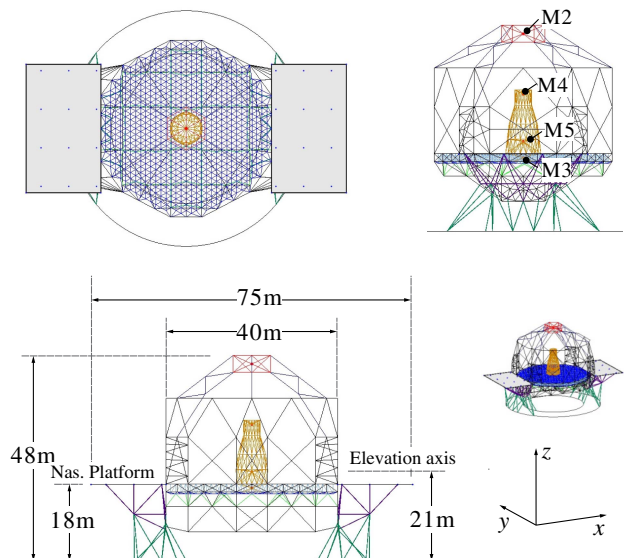 M2
M4
M5
M3
75m
40m
48m
Nas. Platform
Elevation axis
18m
21m
z
y
x